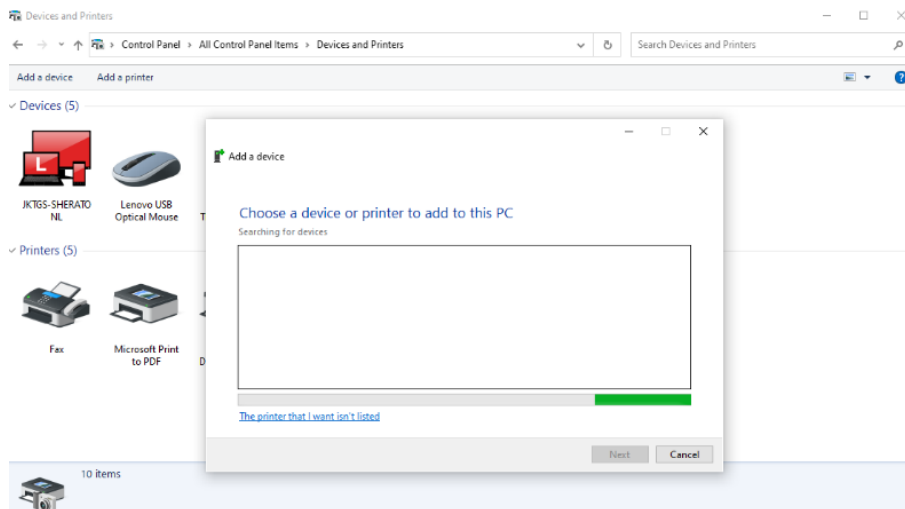 Devices and Printers
Control Panel > All Control Panel Items > Devices and Printers
Search Devices and Printers
Add a device Add a printer
Devices (5)
JKTGS-SHERATO
NL
Lenovo USB
Optical Mouse
T
Printers (5)
Fax
Microsoft Print
to PDF
D
Add a device
Choose a device or printer to add to this PC
Searching for devices
The printer that I want isn't listed
Next Cancel
10 items